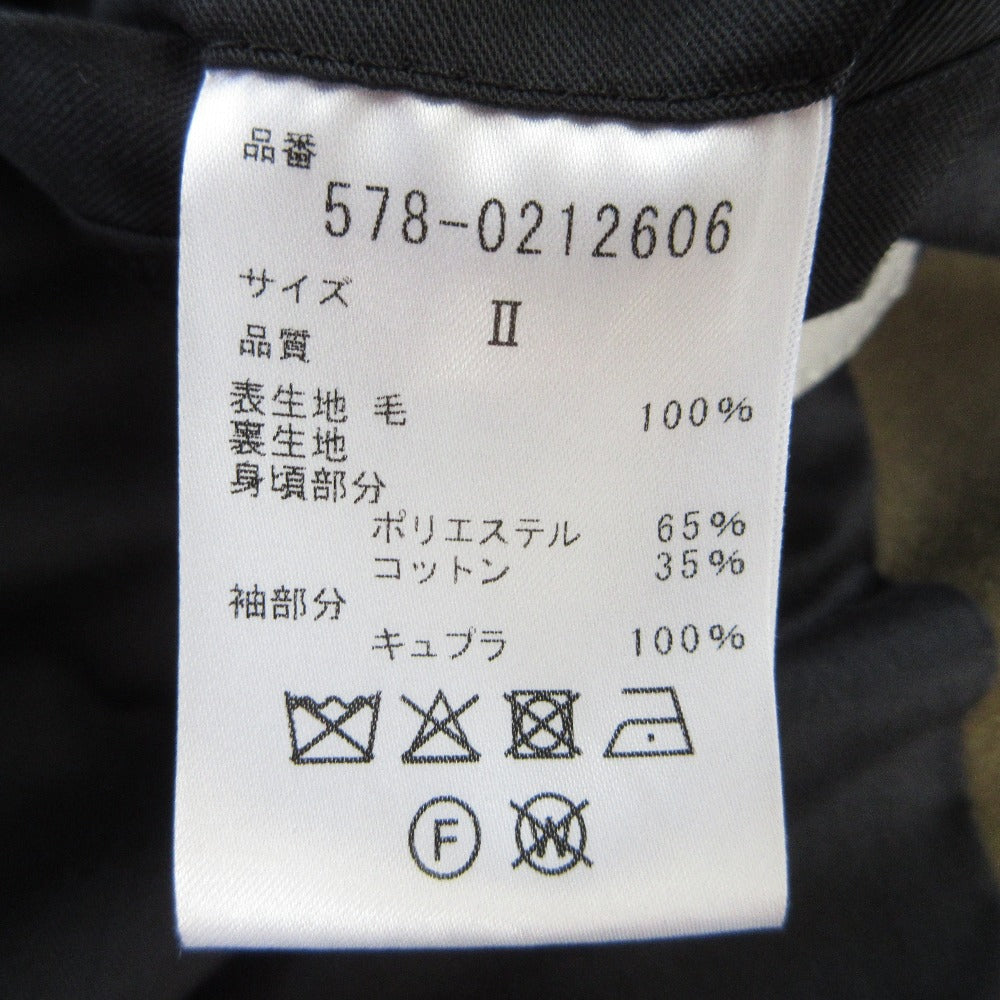 品番
578-0212606
サイズ Ⅱ
品質
表生地 毛 100%
裏生地
身頃部分
ポリエステル 65%
コットン 35%
袖部分
キュプラ 100%
F W